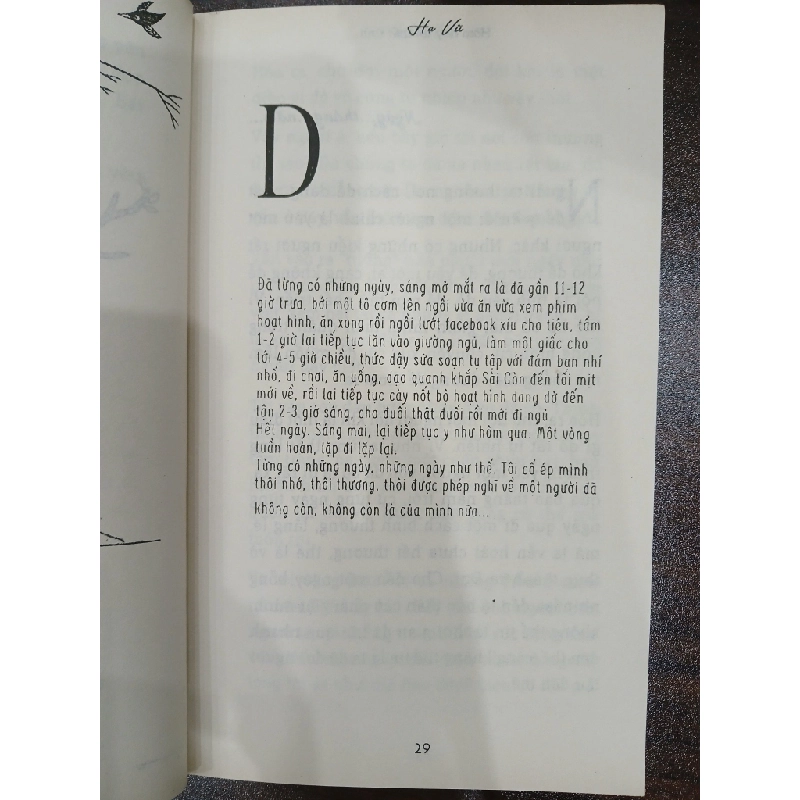 Hạ Vũ
D
Đã từng có những ngày, sáng mở mắt ra là đã gần 11-12
giờ trưa, bới một tô cơm lên ngồi vừa ăn vừa xem phim
hoạt hình, ăn xong rồi ngồi lướt facebook xíu cho tiêu, tầm
1-2 giờ lại tiếp tục lăn vào giường ngủ, làm một giấc cho
tới 4-5 giờ chiều, thức dậy sửa soạn tụ tập với đám bạn nhí
nhố, đi chơi, ăn uống, dạo quanh khắp Sài Gòn đến tối mịt
mới về, rồi lại tiếp tục cày nốt bộ hoạt hình dang dở đến
tận 2-3 giờ sáng, cho đuối thật đuối rồi mới đi ngủ.
Hết ngày. Sáng mai, lại tiếp tục y như hôm qua. Một vòng
tuần hoàn, lặp đi lặp lại.
Từng có những ngày, những ngày như thế. Tôi cố ép mình
thôi nhớ, thôi thương, thôi được phép nghĩ về một người đã
không còn, không còn là của mình nữa...
29